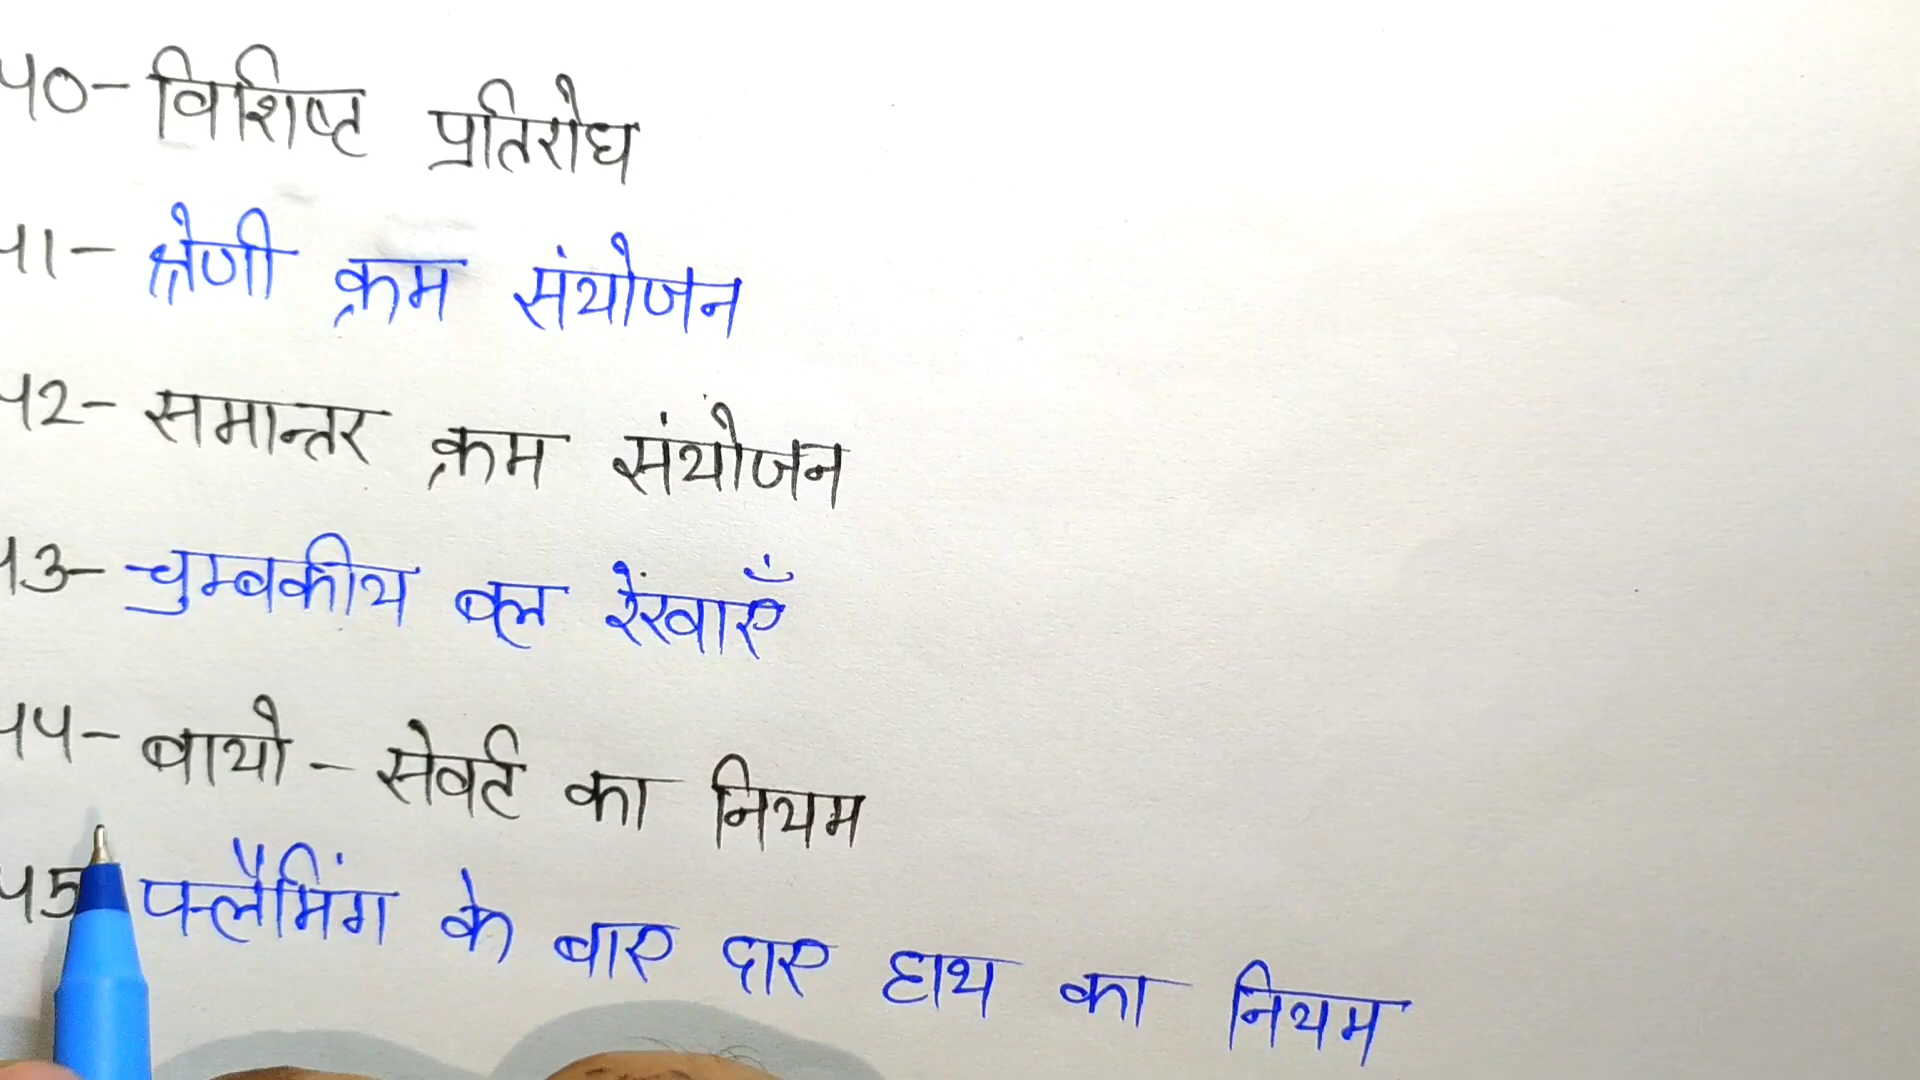 40- विशिष्ट प्रतिरोध
41- श्रेणी क्रम संयोजन
42- समान्तर क्रम संयोजन
43- चुम्बकीय बल रेंखाएँ
44- बायो - सेवर्ट का नियम
45 फ्लैमिंग के बाए दाए हाथ का नियम